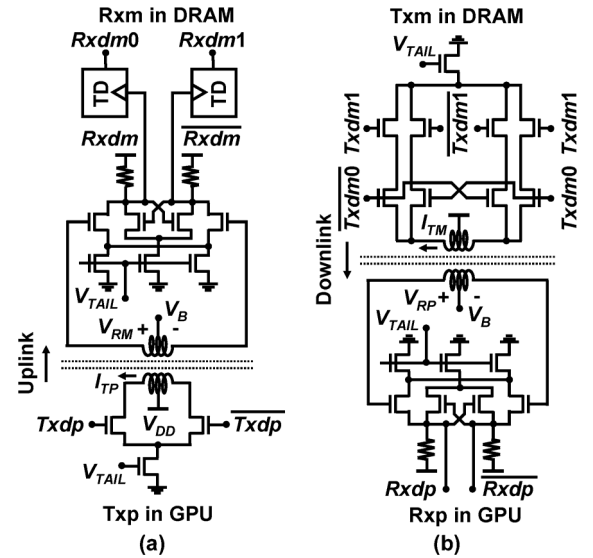 Rxm in DRAM
Rxdm0 Rxdm1
TD TD
Rxdm Rxdm
V_TAIL
V_B
V_RM + -
Uplink
I_TP
Txdp V_DD Txdp
V_TAIL
Txp in GPU
(a)
Txm in DRAM
V_TAIL
Txdm1 Txdm1 Txdm1
Txdm0 Txdm0
I_TM
Downlink
V_RP + -
V_B
V_TAIL
Rxdp Rxdp
Rxp in GPU
(b)